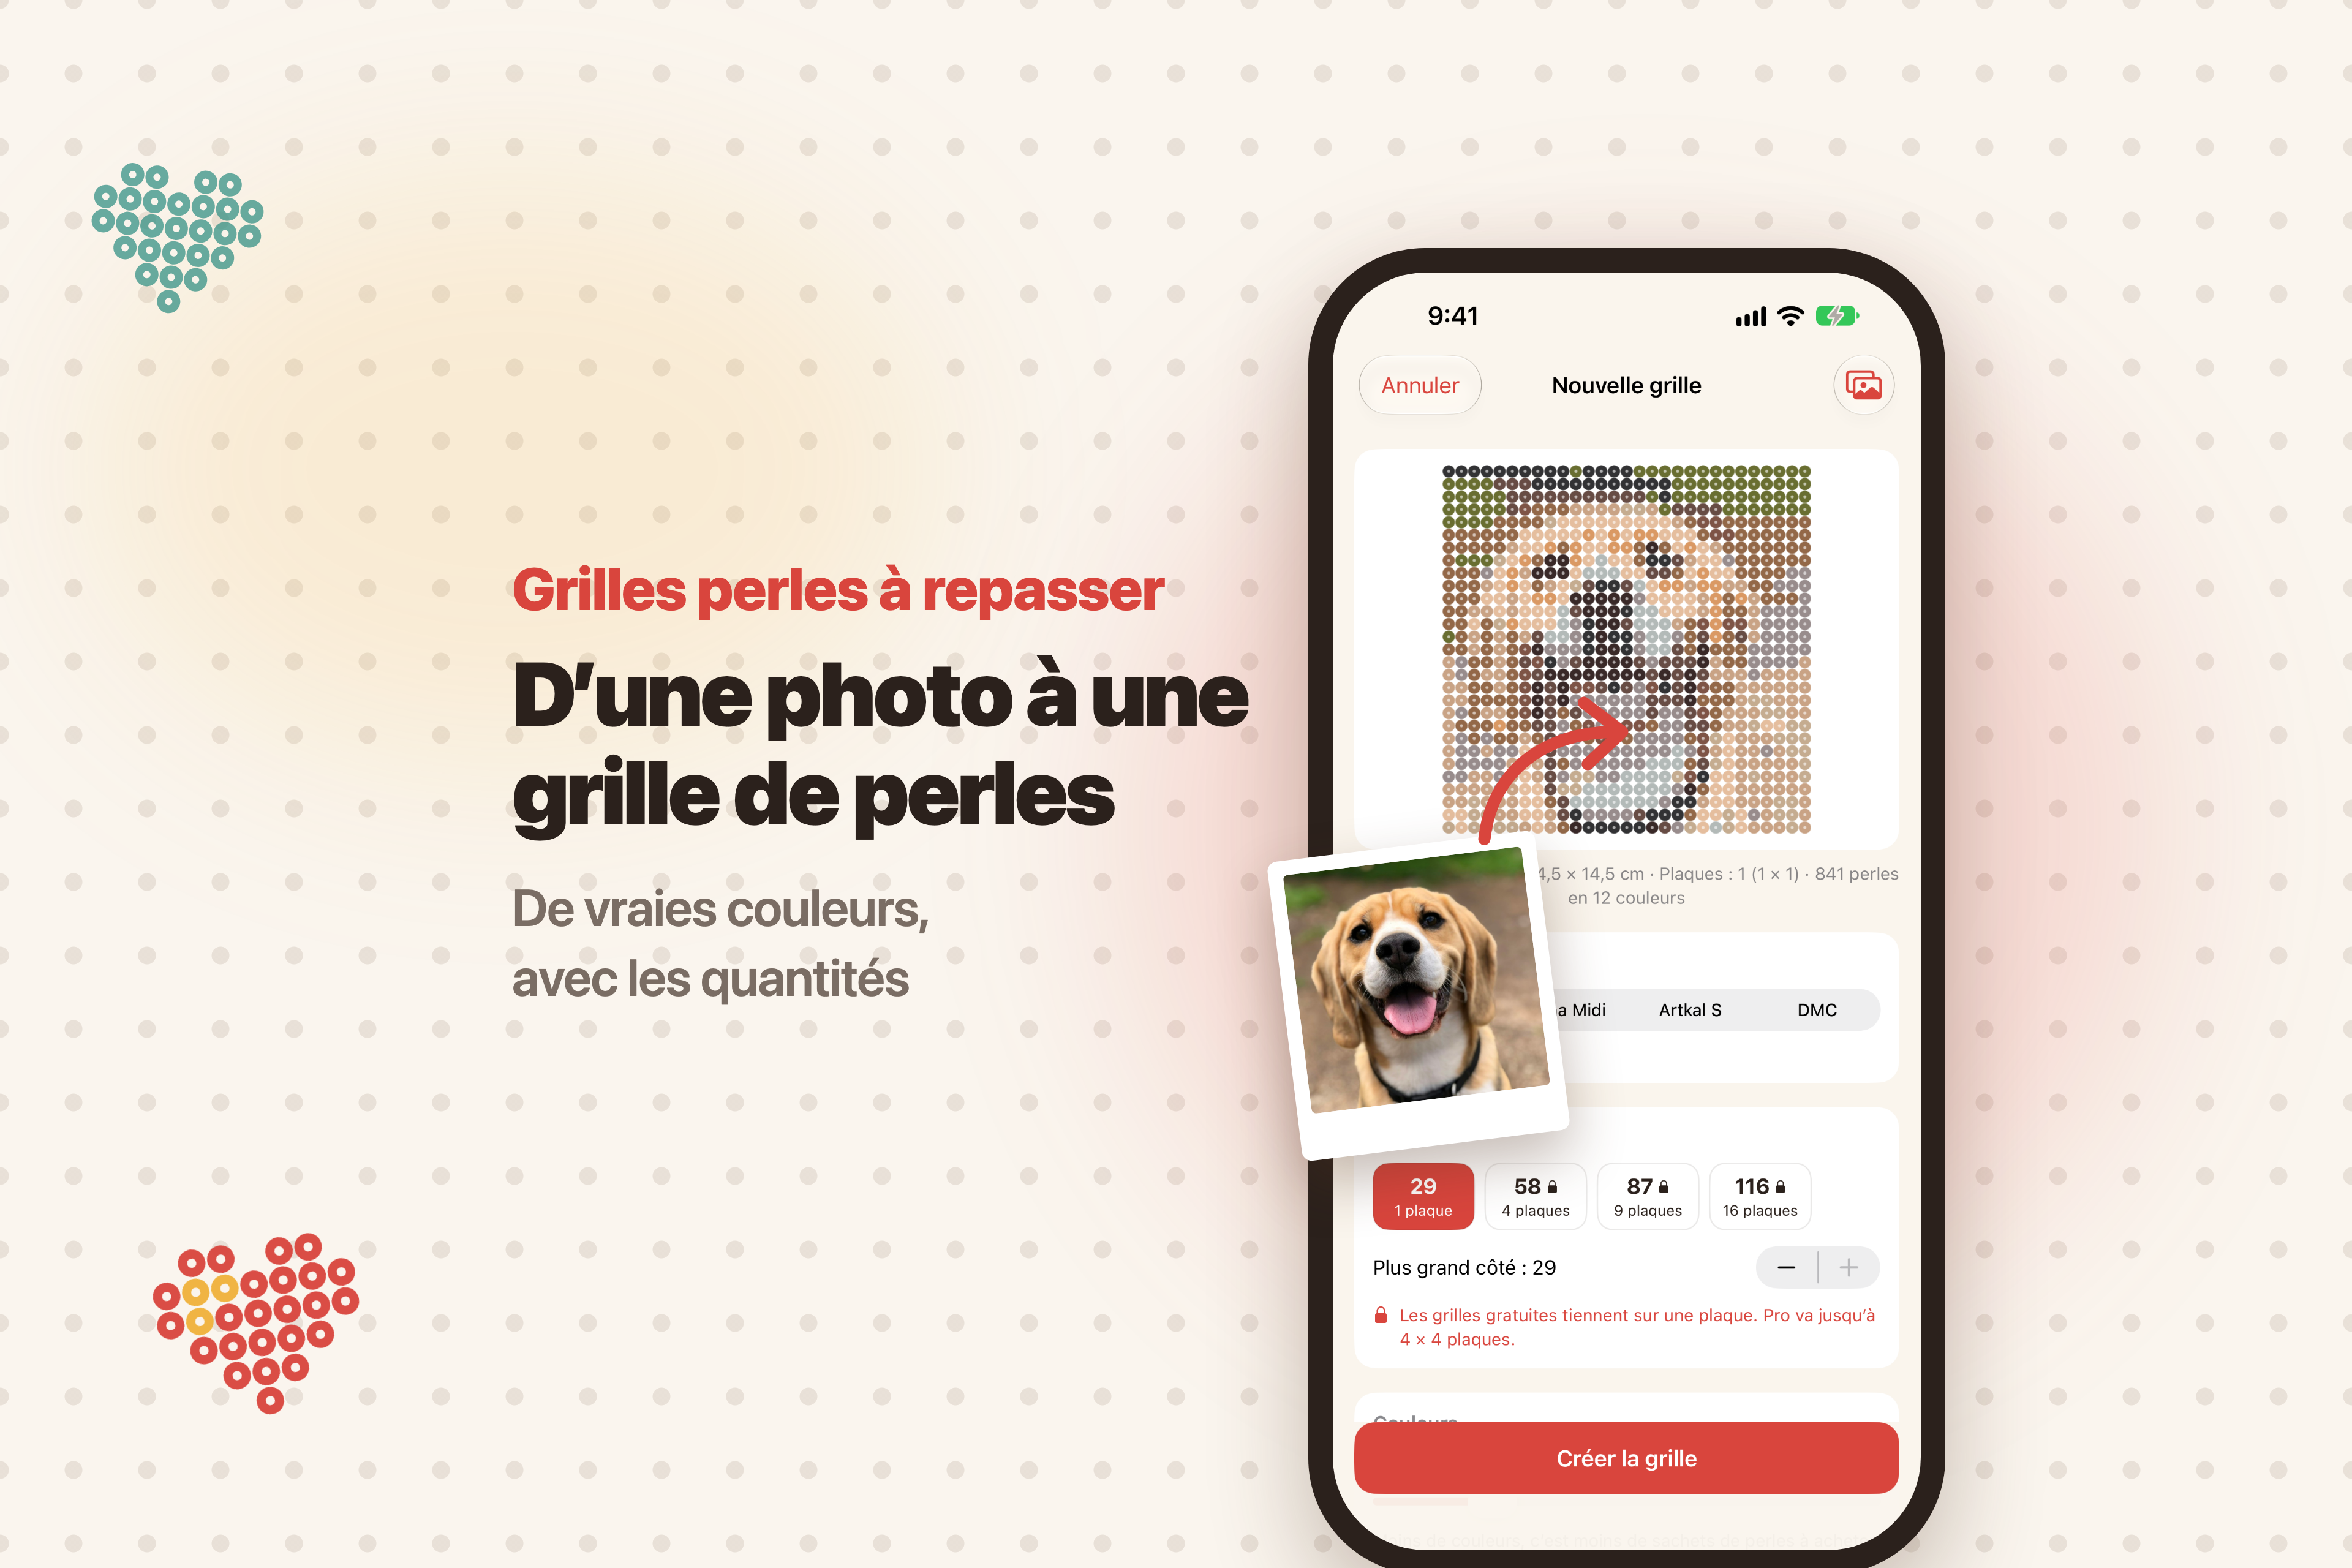 Grilles perles à repasser
D’une photo à une
grille de perles
De vraies couleurs,
avec les quantités
9:41
Annuler
Nouvelle grille
4,5 × 14,5 cm · Plaques : 1 (1 × 1) · 841 perles
en 12 couleurs
Midi
Artkal S
DMC
29
1 plaque
58
4 plaques
87
9 plaques
116
16 plaques
Plus grand côté : 29
Les grilles gratuites tiennent sur une plaque. Pro va jusqu’à
4 × 4 plaques.
Créer la grille